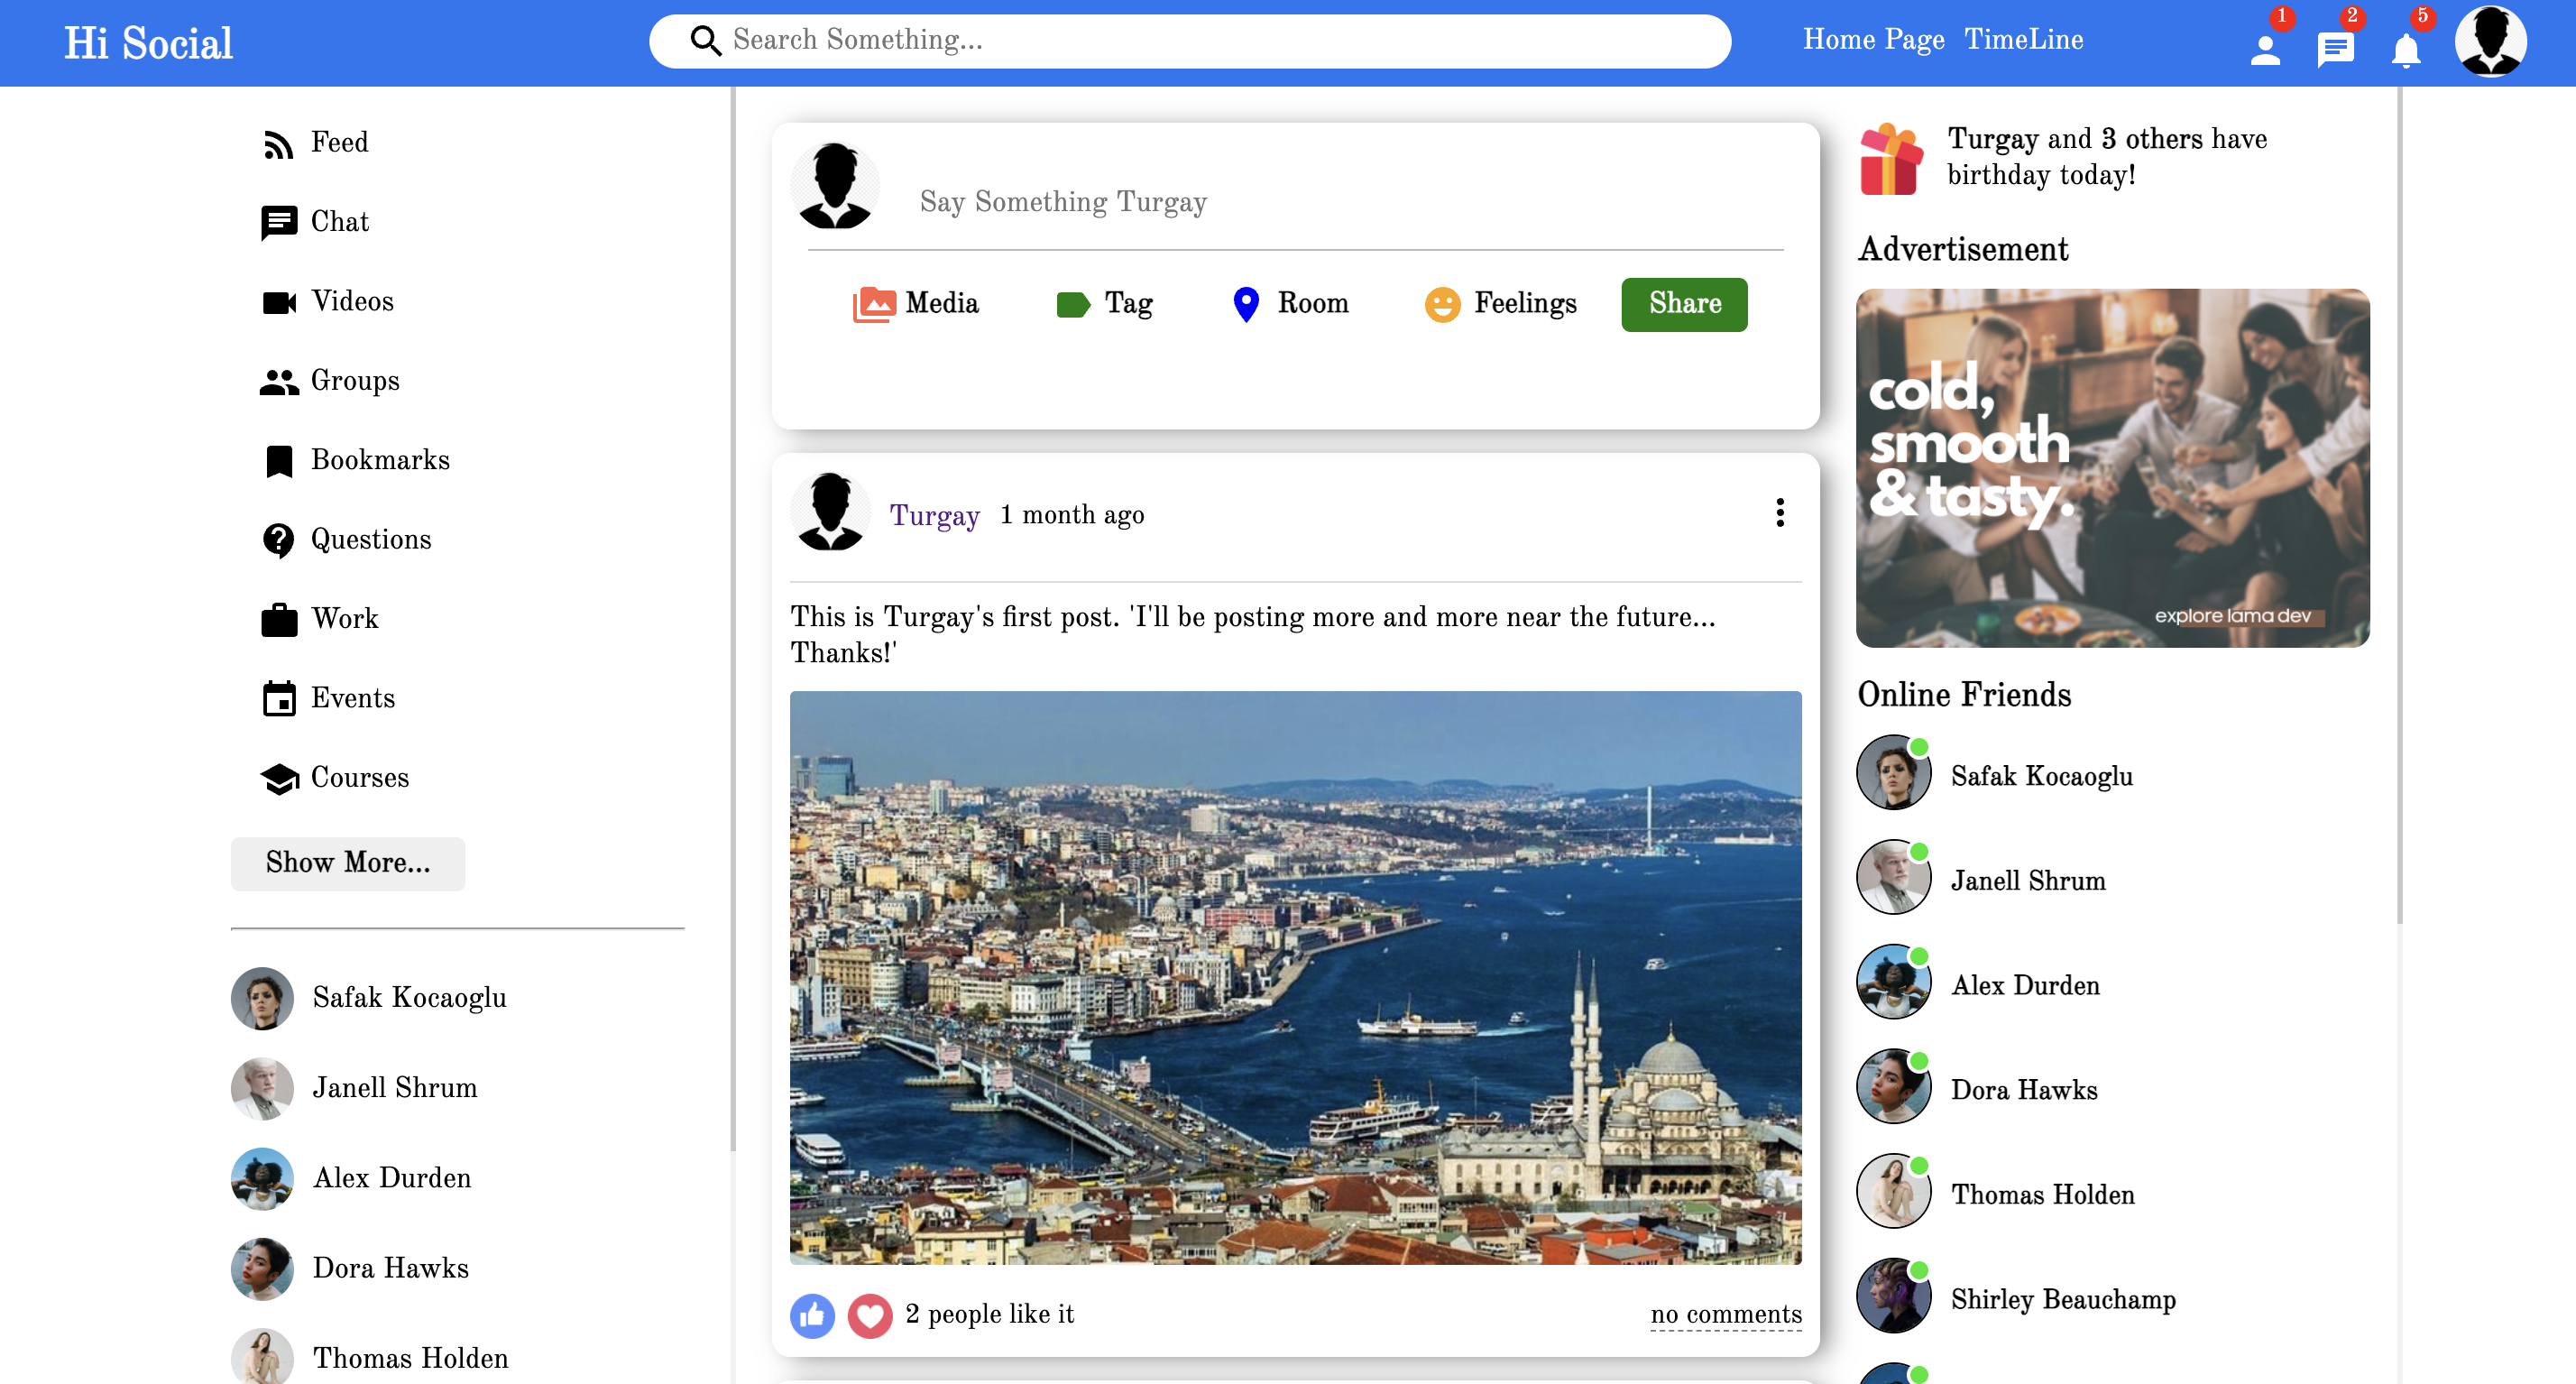 Hi Social
Search Something...
Home Page TimeLine
1
2
5
Feed
Chat
Videos
Groups
Bookmarks
Questions
Work
Events
Courses
Show More...
Safak Kocaoglu
Janell Shrum
Alex Durden
Dora Hawks
Thomas Holden
Say Something Turgay
Media
Tag
Room
Feelings
Share
Turgay 1 month ago
This is Turgay's first post. 'I'll be posting more and more near the future...
Thanks!'
2 people like it
no comments
Turgay and 3 others have
birthday today!
Advertisement
cold,
smooth
& tasty.
explore lama dev
Online Friends
Safak Kocaoglu
Janell Shrum
Alex Durden
Dora Hawks
Thomas Holden
Shirley Beauchamp